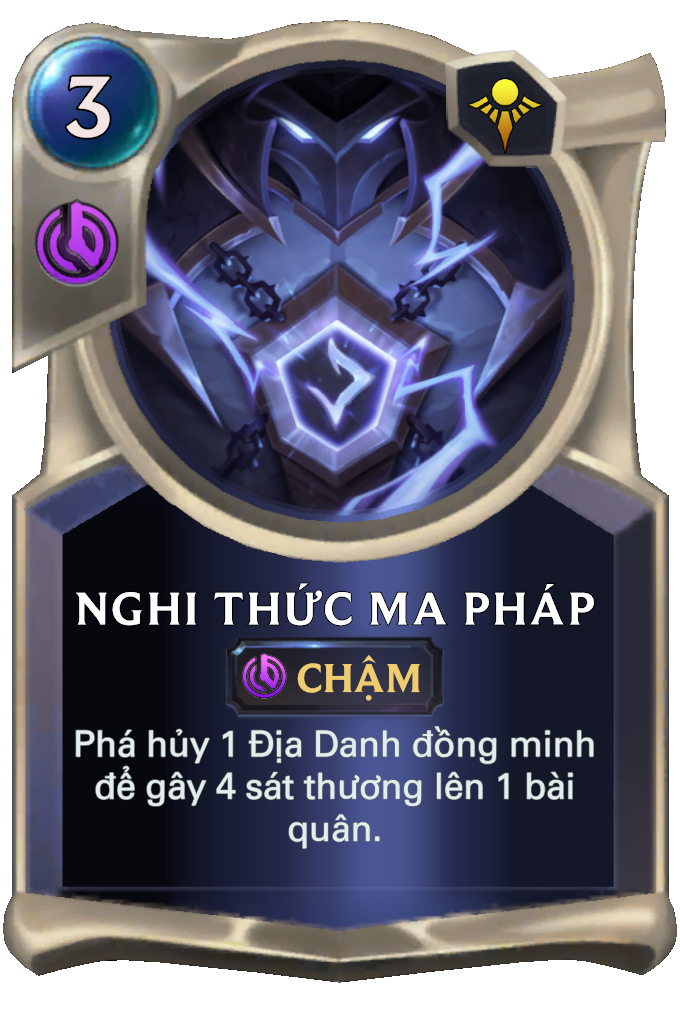 3
NGHI THỨC MA PHÁP
CHẬM
Phá hủy 1 Địa Danh đồng minh
để gây 4 sát thương lên 1 bài
quân.